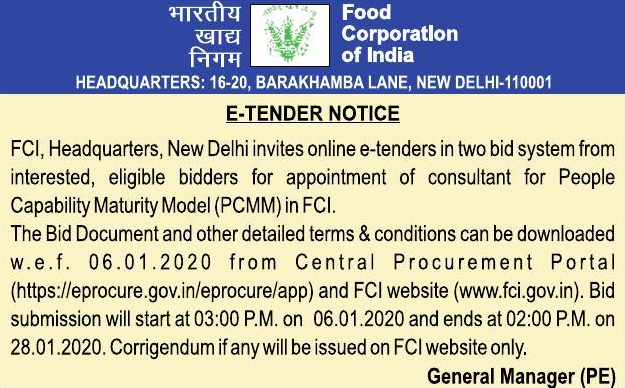 भारतीय
खाद्य
निगम
Food
Corporation
of India
HEADQUARTERS: 16-20, BARAKHAMBA LANE, NEW DELHI-110001
E-TENDER NOTICE
FCI, Headquarters, New Delhi invites online e-tenders in two bid system from
interested, eligible bidders for appointment of consultant for People
Capability Maturity Model (PCMM) in FCI.
The Bid Document and other detailed terms & conditions can be downloaded
w.e.f. 06.01.2020 from Central Procurement Portal
(https://eprocure.gov.in/eprocure/app) and FCI website (www.fci.gov.in). Bid
submission will start at 03:00 P.M. on 06.01.2020 and ends at 02:00 P.M. on
28.01.2020. Corrigendum if any will be issued on FCI website only.
General Manager (PE)